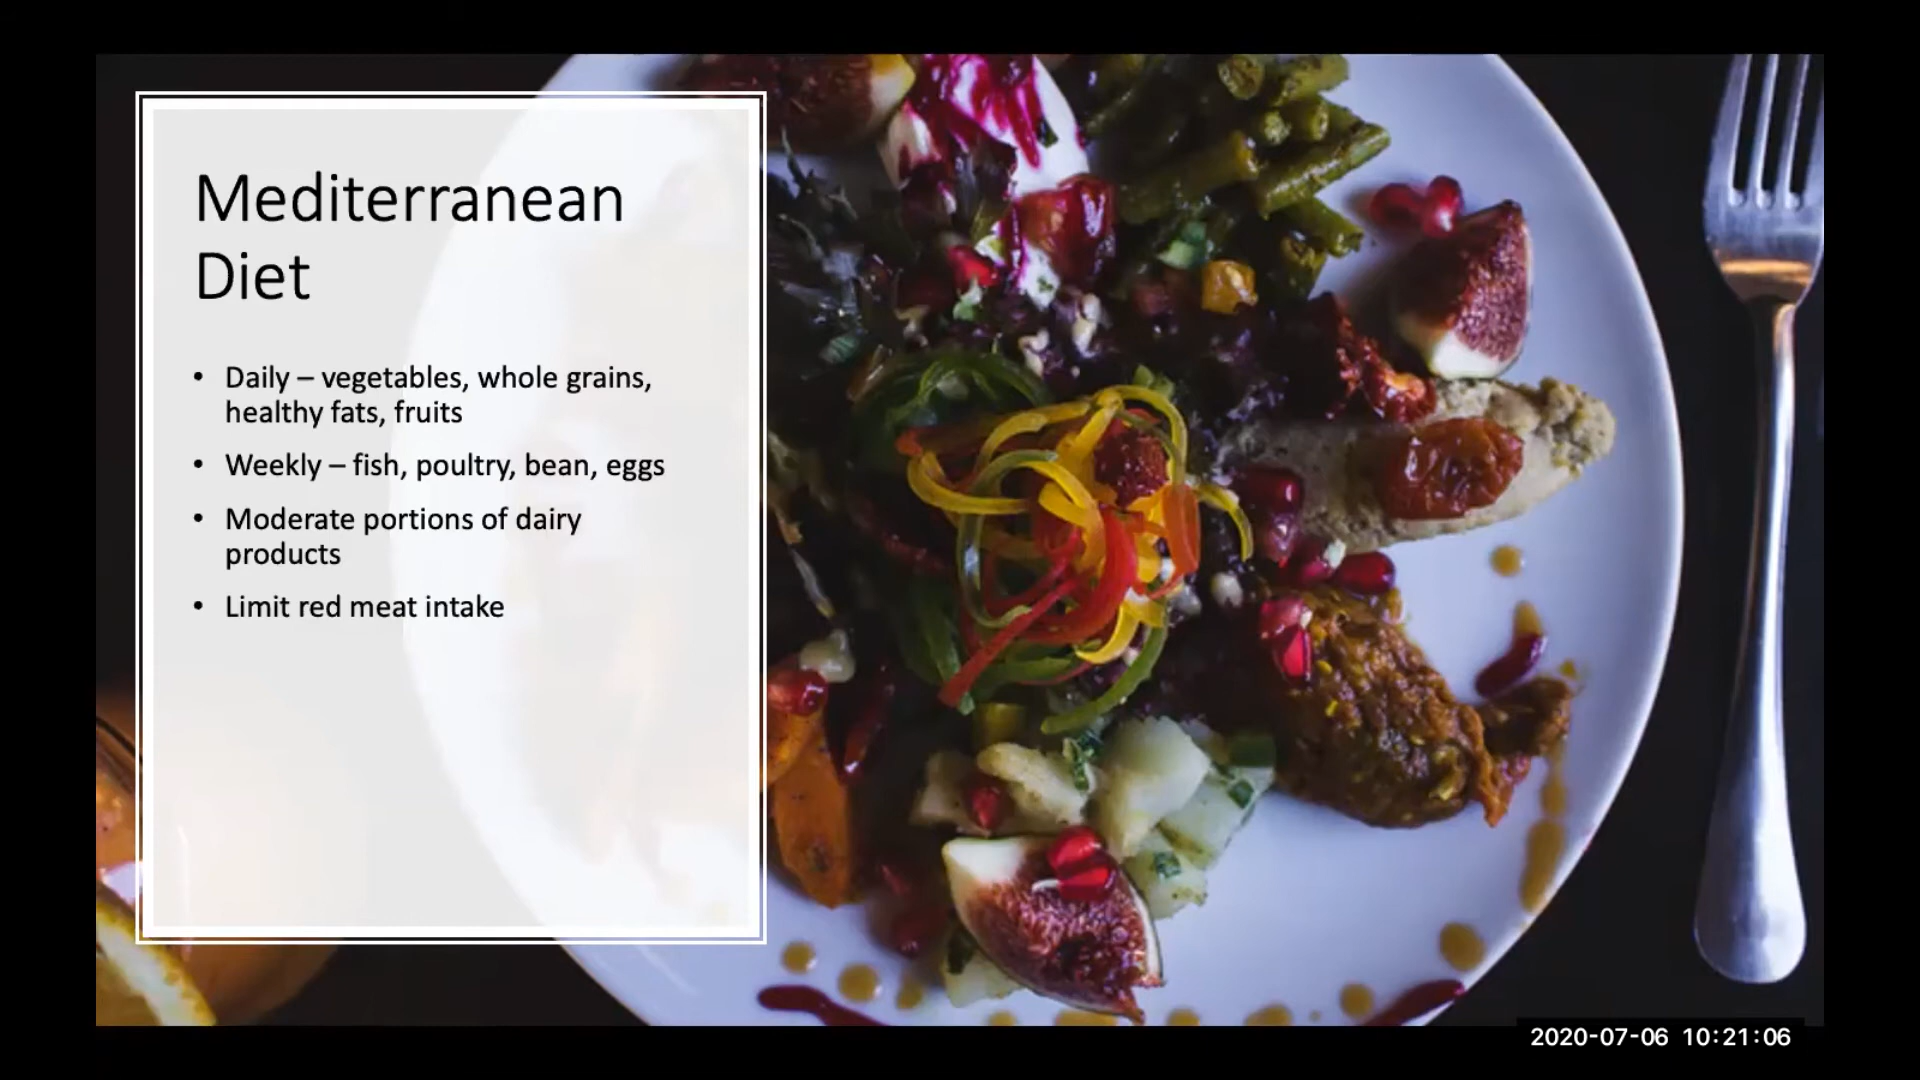 Mediterranean
Diet
• Daily – vegetables, whole grains,
healthy fats, fruits
• Weekly – fish, poultry, bean, eggs
• Moderate portions of dairy
products
• Limit red meat intake
2020-07-06 10:21:06